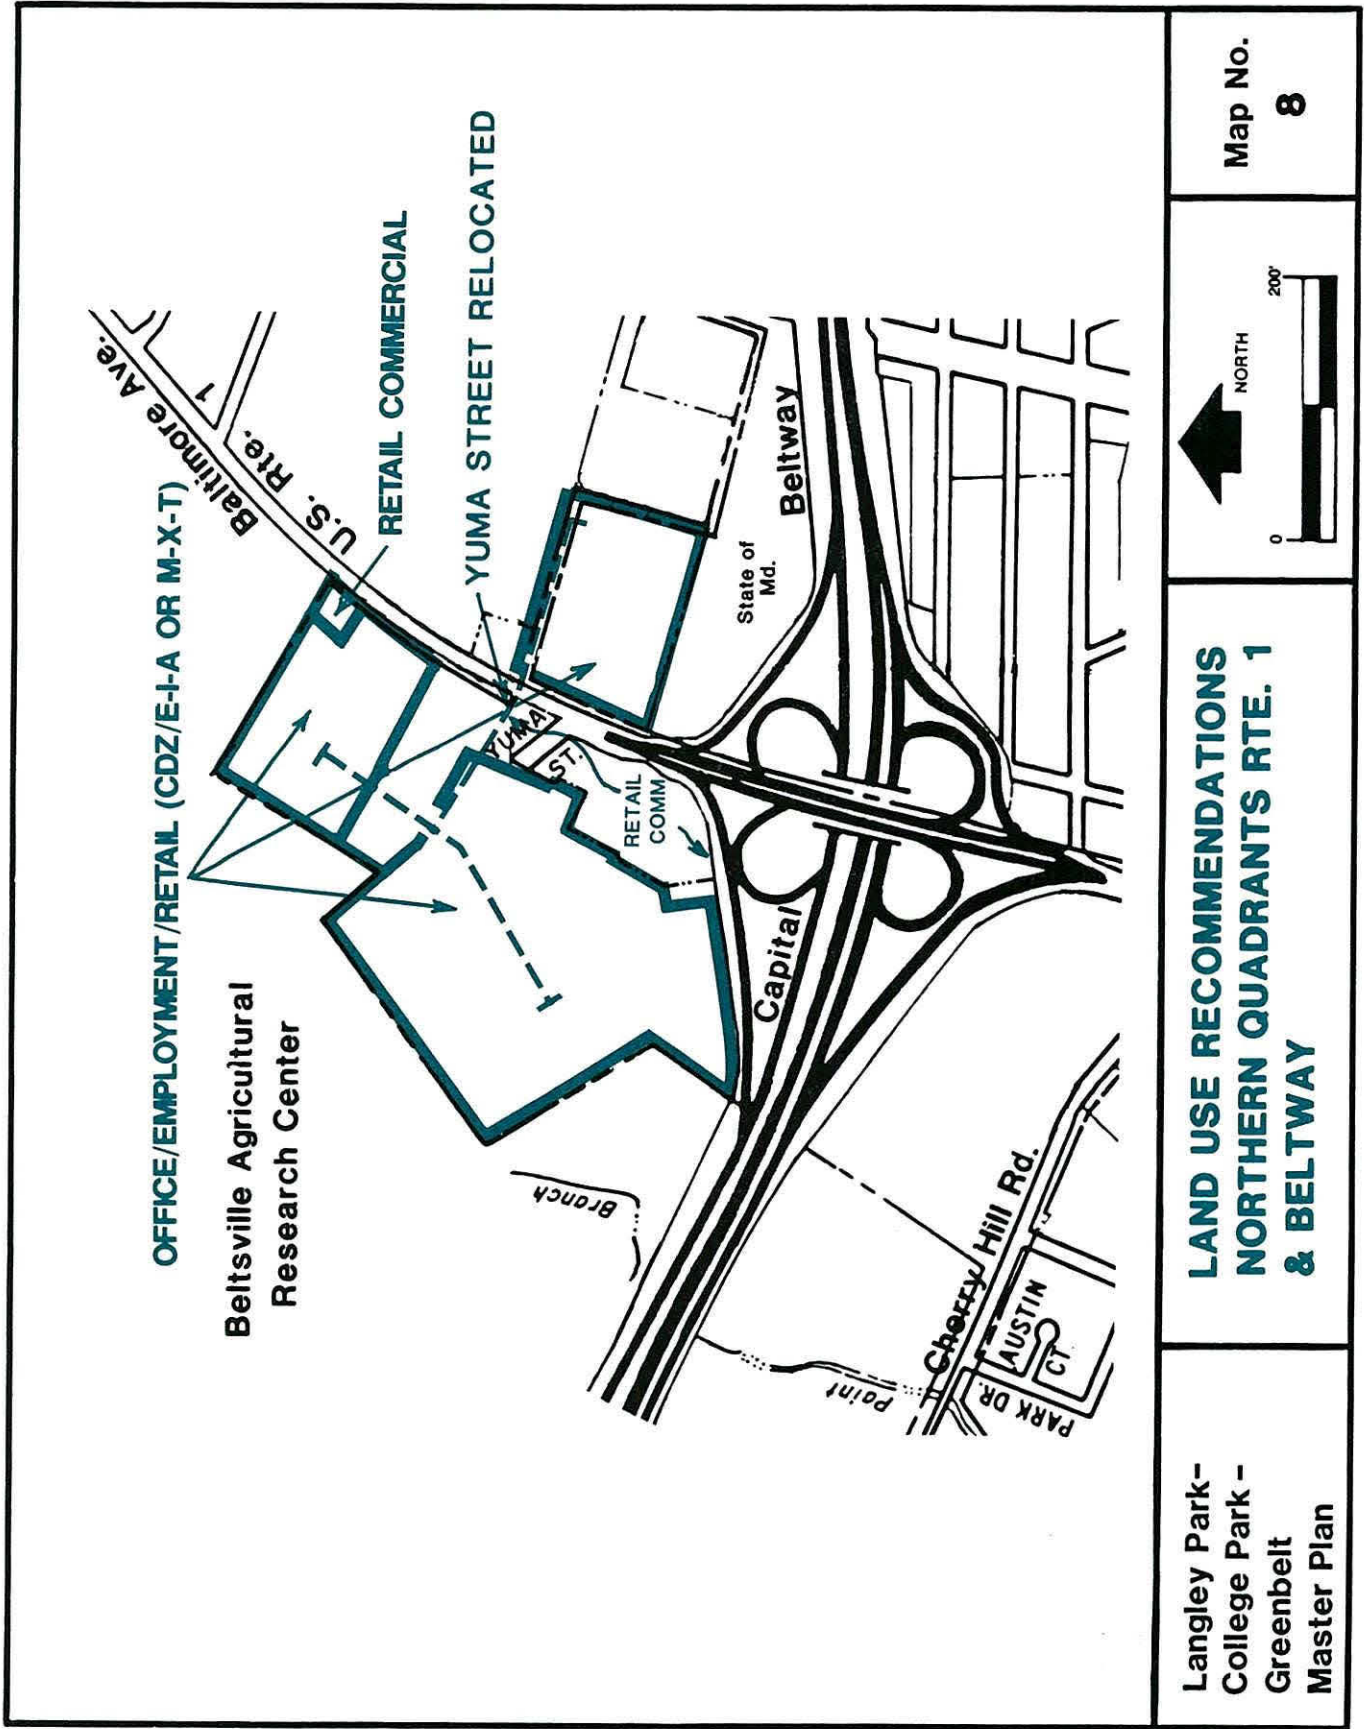 OFFICE/EMPLOYMENT/RETAIL (CDZ/E-I-A OR M-X-T)
Beltsville Agricultural
Research Center
Baltimore Ave.
U.S. Rte. 1
RETAIL COMMERCIAL
YUMA STREET RELOCATED
YUMA
ST.
RETAIL
COMM
State of
Md.
Branch
Capital
Beltway
Paint
Cherry Hill Rd.
PARK DR.
AUSTIN
CT.
Langley Park-
College Park -
Greenbelt
Master Plan
LAND USE RECOMMENDATIONS
NORTHERN QUADRANTS RTE. 1
& BELTWAY
NORTH
0
200'
Map No.
8